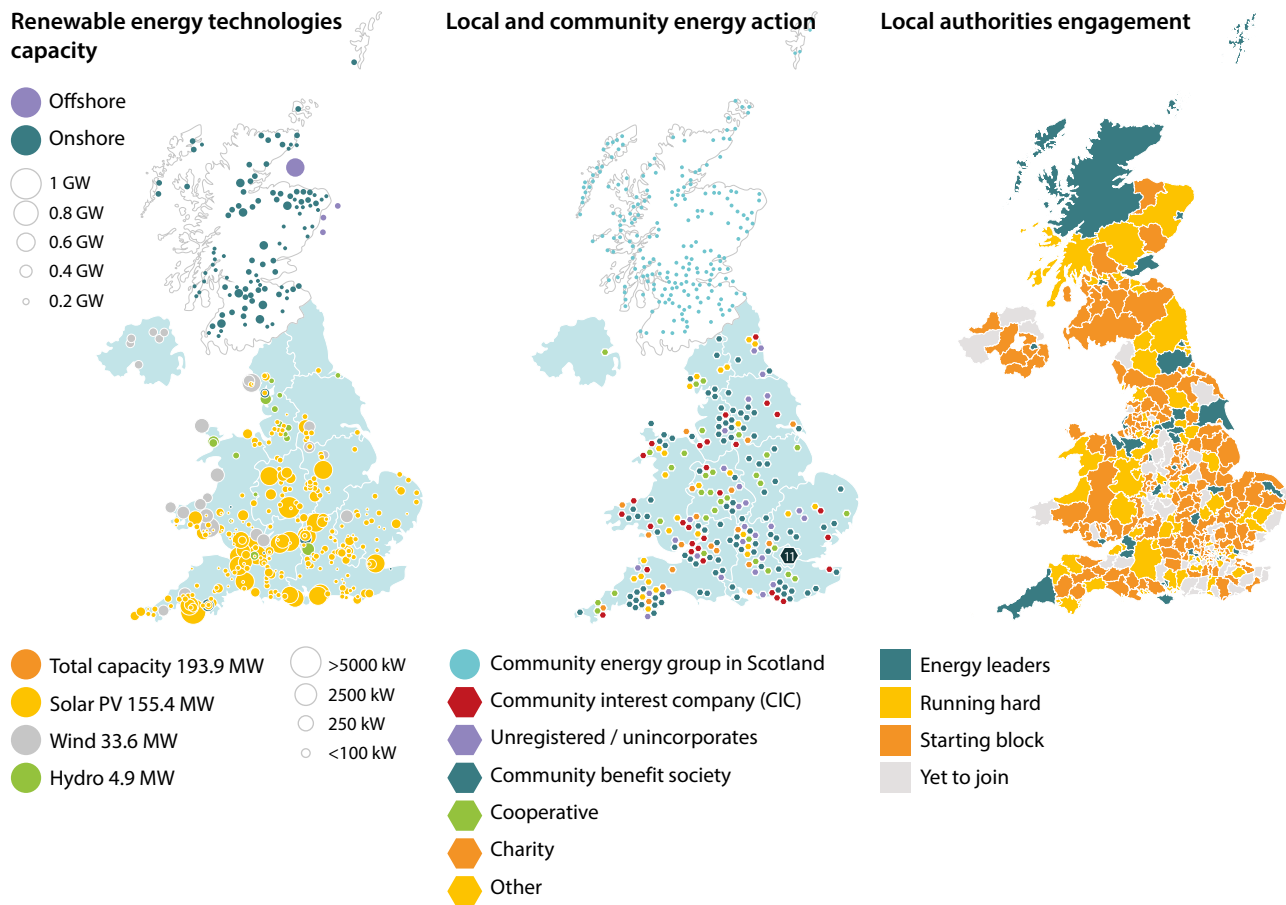 Renewable energy technologies
capacity
Offshore
Onshore
1 GW
0.8 GW
0.6 GW
0.4 GW
0.2 GW
Total capacity 193.9 MW
Solar PV 155.4 MW
Wind 33.6 MW
Hydro 4.9 MW
>5000 kW
2500 kW
250 kW
<100 kW
Local and community energy action
11
Community energy group in Scotland
Community interest company (CIC)
Unregistered / unincorporates
Community benefit society
Cooperative
Charity
Other
Local authorities engagement
Energy leaders
Running hard
Starting block
Yet to join